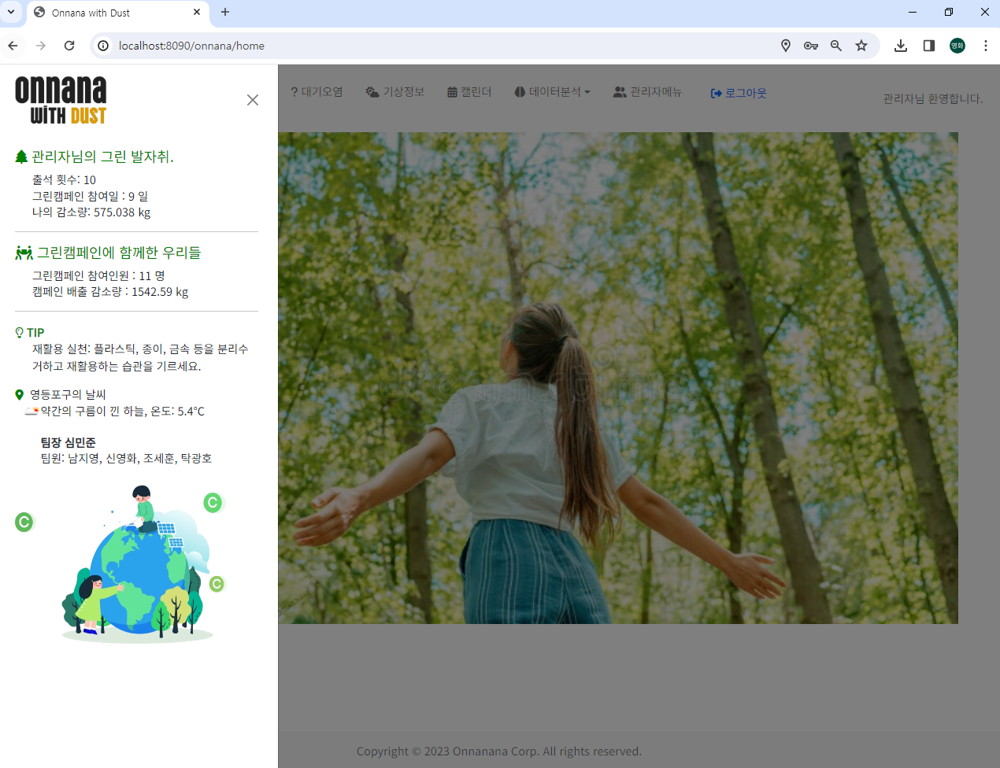 Onnana with Dust
localhost:8090/onnana/home
영화
onnana
WITH DUST
? 대기오염
기상정보
캘린더
데이터분석
관리자메뉴
로그아웃
관리자님 환영합니다.
관리자님의 그린 발자취.
출석 횟수: 10
그린캠페인 참여일 : 9 일
나의 감소량: 575.038 kg
그린캠페인에 함께한 우리들
그린캠페인 참여인원 : 11 명
캠페인 배출 감소량 : 1542.59 kg
TIP
재활용 실천: 플라스틱, 종이, 금속 등을 분리수
거하고 재활용하는 습관을 기르세요.
영등포구의 날씨
약간의 구름이 낀 하늘, 온도: 5.4°C
팀장 심민준
팀원: 남지영, 신영화, 조세훈, 탁광호
C
C
C
Copyright © 2023 Onnanana Corp. All rights reserved.